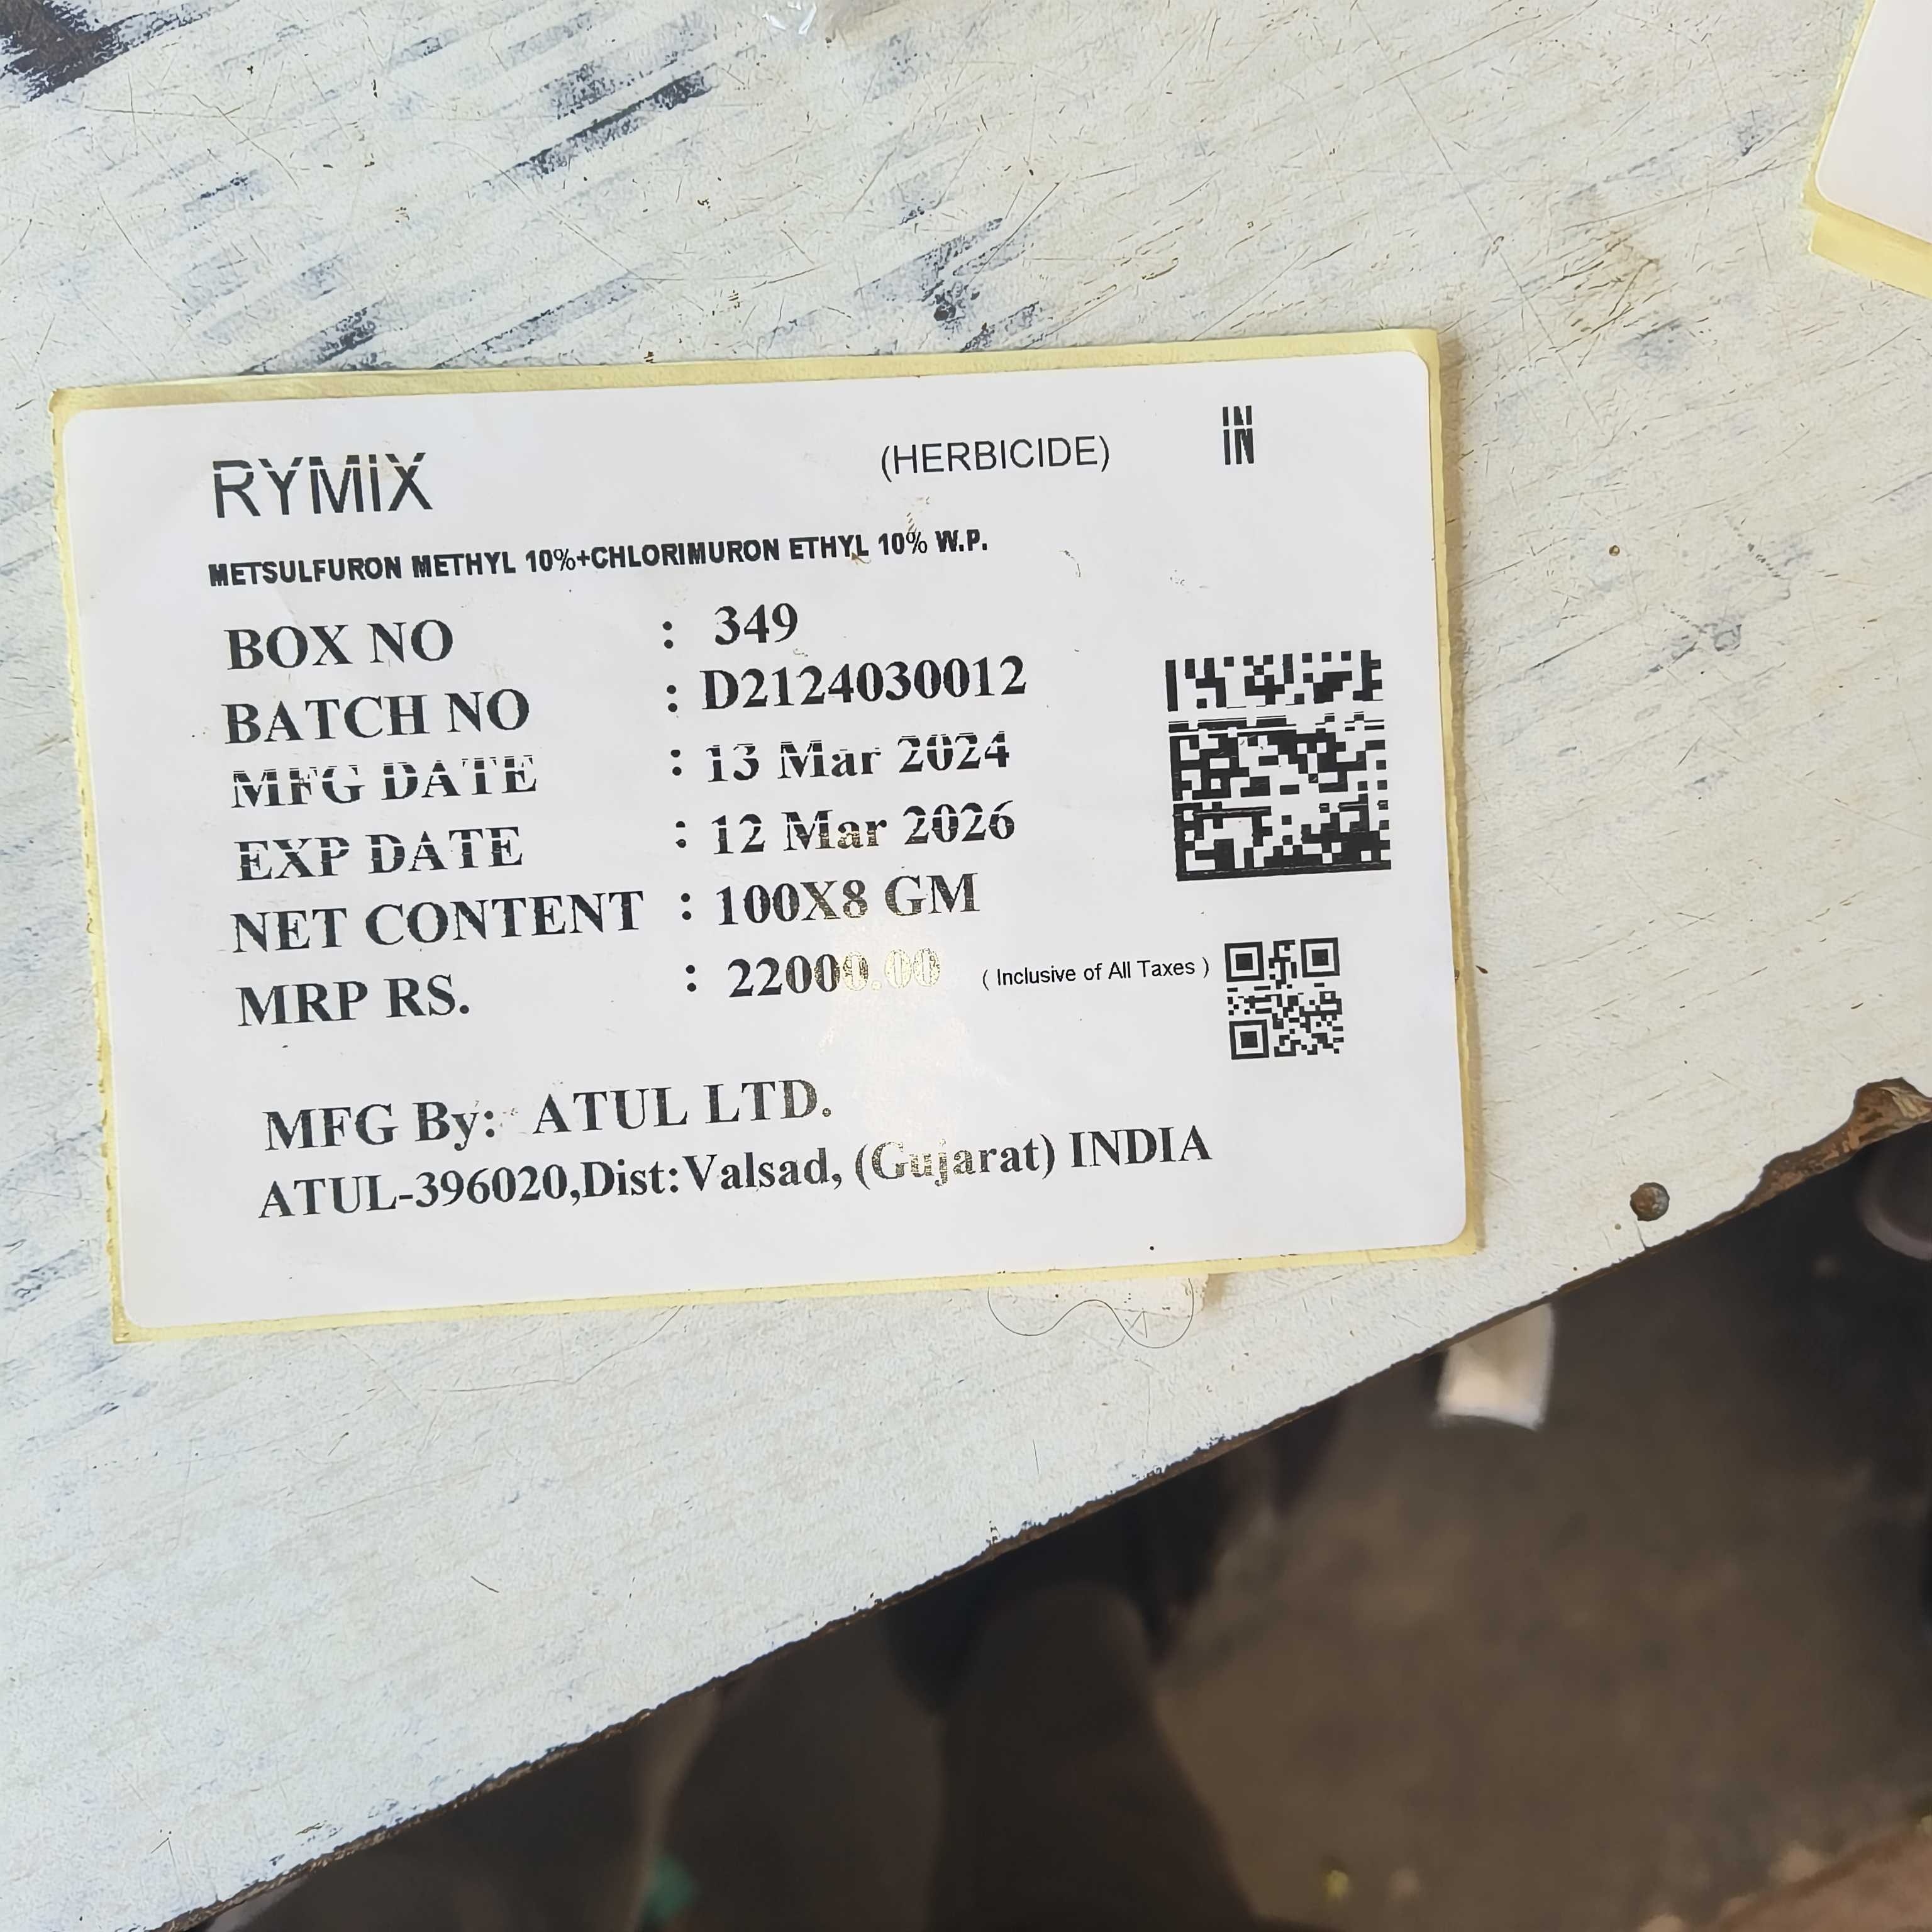 RYMIX (HERBICIDE) IN
METSULFURON METHYL 10%+CHLORIMURON ETHYL 10% W.P.
BOX NO : 349
BATCH NO : D2124030012
MFG DATE : 13 Mar 2024
EXP DATE : 12 Mar 2026
NET CONTENT : 100X8 GM
MRP RS. : 22000.00 ( Inclusive of All Taxes )
MFG By: ATUL LTD.
ATUL-396020,Dist:Valsad, (Gujarat) INDIA